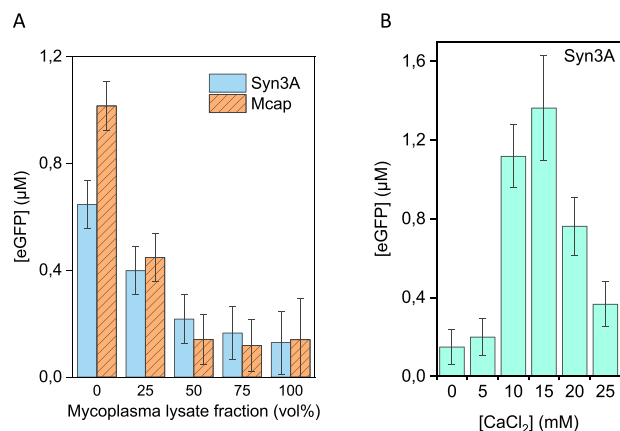 A
[eGFP] (µM)
1,2
0,8
0,4
0,0
Syn3A
Mcap
0 25 50 75 100
Mycoplasma lysate fraction (vol%)
B
[eGFP] (µM)
1,6
1,2
0,8
0,4
0,0
Syn3A
0 5 10 15 20 25
[CaCl₂] (mM)